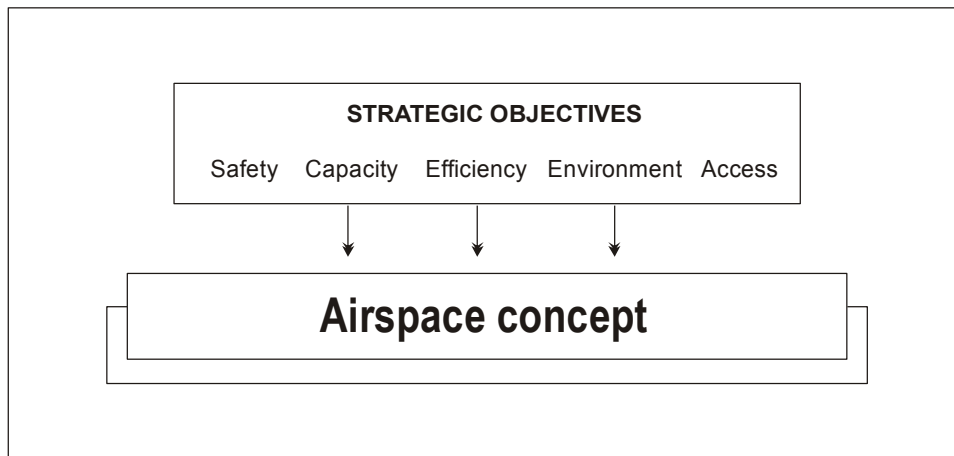 STRATEGIC OBJECTIVES
Safety Capacity Efficiency Environment Access
Airspace concept